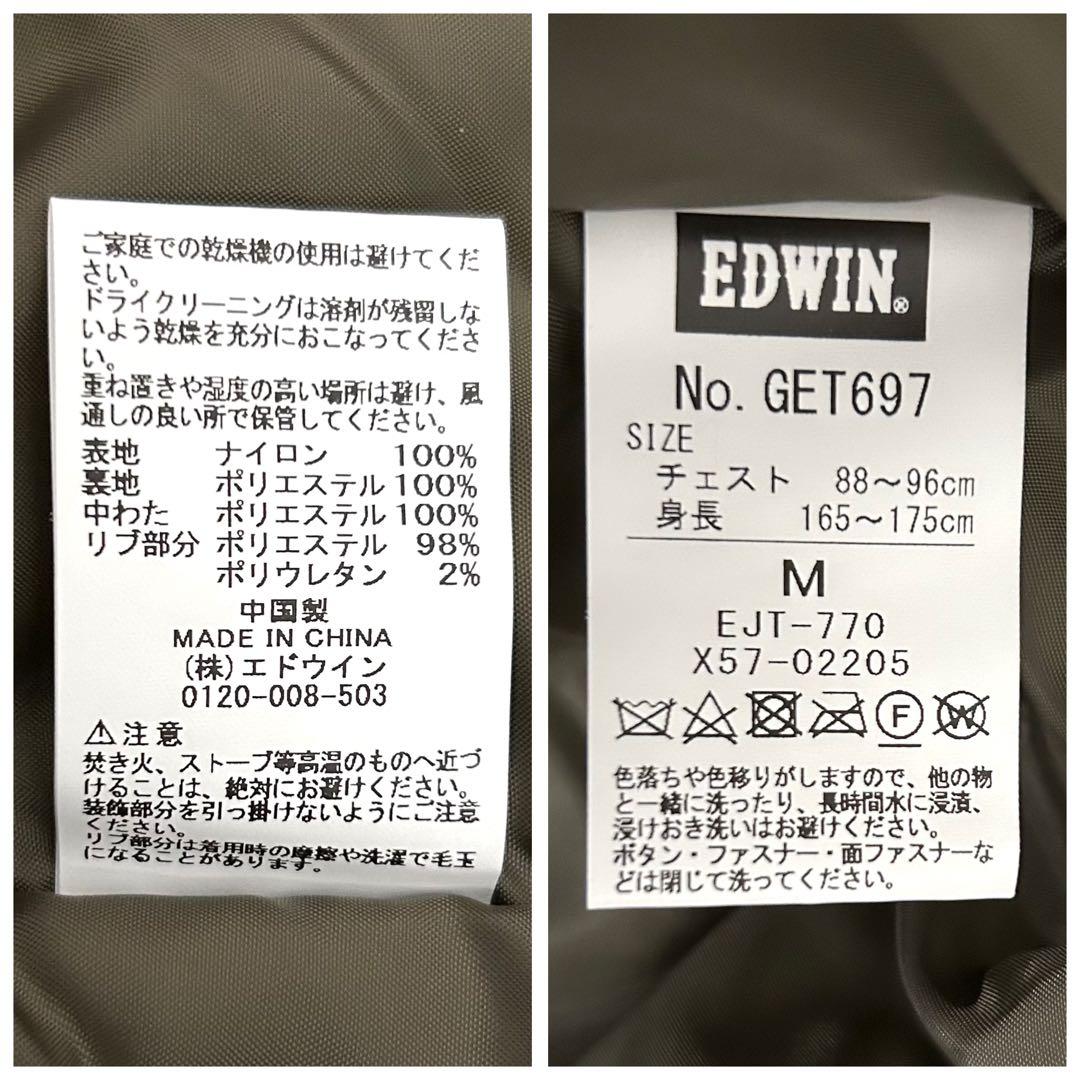 ご家庭での乾燥機の使用は避けてくだ
さい。
ドライクリーニングは溶剤が残留しな
いよう乾燥を充分におこなってくださ
い。
重ね置きや湿度の高い場所は避け、風
通しの良い所で保管してください。
表地 ナイロン 100%
裏地 ポリエステル 100%
中わた ポリエステル 100%
リブ部分 ポリエステル 98%
ポリウレタン 2%
中国製
MADE IN CHINA
(株)エドウイン
0120-008-503
⚠注意
焚き火、ストーブ等高温のものへ近づ
けることは、絶対にお避けください。
装飾部分を引っ掛けないようにご注意
ください。
リブ部分は着用時の摩擦や洗濯で毛玉
になることがあります。
EDWIN®
No. GET697
SIZE
チェスト 88～96cm
身長 165～175cm
M
EJT-770
X57-02205
F W
色落ちや色移りがしますので、他の物
と一緒に洗ったり、長時間水に浸漬、
浸けおき洗いはお避けください。
ボタン・ファスナー・面ファスナーな
どは閉じて洗ってください。